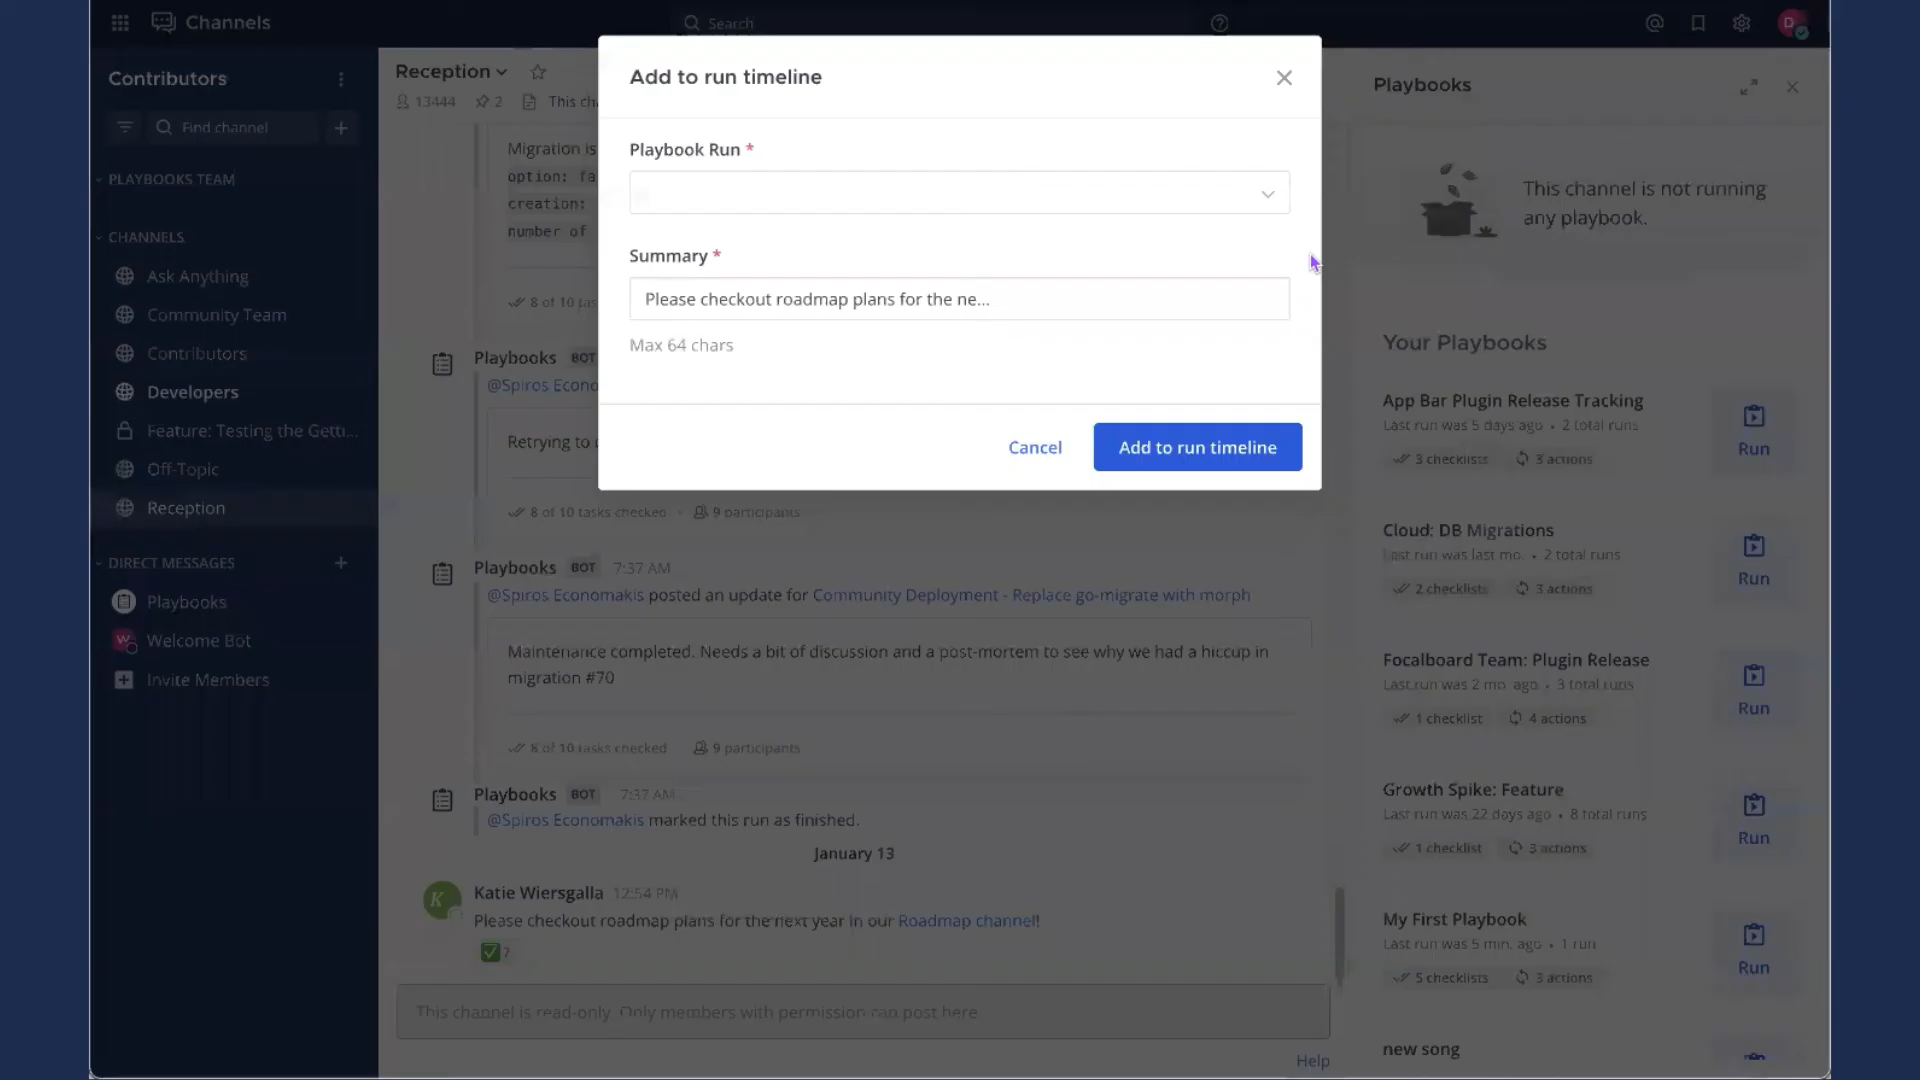 Channels
Search
Contributors
Find channel
PLAYBOOKS TEAM
CHANNELS
Ask Anything
Community Team
Contributors
Developers
Feature: Testing the Getti...
Off-Topic
Reception
DIRECT MESSAGES
Playbooks
Welcome Bot
Invite Members
Reception
13444
2
This cha
Migration is
option: fa
creation:
number of
8 of 10 tas
Playbooks BOT
@Spiros Econo
Retrying to
8 of 10 tasks checked • 9 participants
Playbooks BOT 7:37 AM
@Spiros Economakis posted an update for Community Deployment - Replace go-migrate with morph
Maintenance completed. Needs a bit of discussion and a post-mortem to see why we had a hiccup in
migration #70
8 of 10 tasks checked 9 participants
Playbooks BOT 7:37 AM
@Spiros Economakis marked this run as finished.
January 13
Katie Wiersgalla 12:54 PM
Please checkout roadmap plans for the next year in our Roadmap channel!
This channel is read-only. Only members with permission can post here
Help
Add to run timeline
Playbook Run *
Summary *
Please checkout roadmap plans for the ne...
Max 64 chars
Cancel
Add to run timeline
Playbooks
This channel is not running
any playbook.
Your Playbooks
App Bar Plugin Release Tracking
Last run was 5 days ago • 2 total runs
3 checklists 3 actions
Run
Cloud: DB Migrations
Last run was last mo. • 2 total runs
2 checklists 3 actions
Run
Focalboard Team: Plugin Release
Last run was 2 mo. ago • 3 total runs
1 checklist 4 actions
Run
Growth Spike: Feature
Last run was 22 days ago • 8 total runs
1 checklist 3 actions
Run
My First Playbook
Last run was 5 min. ago • 1 run
5 checklists 3 actions
Run
new song